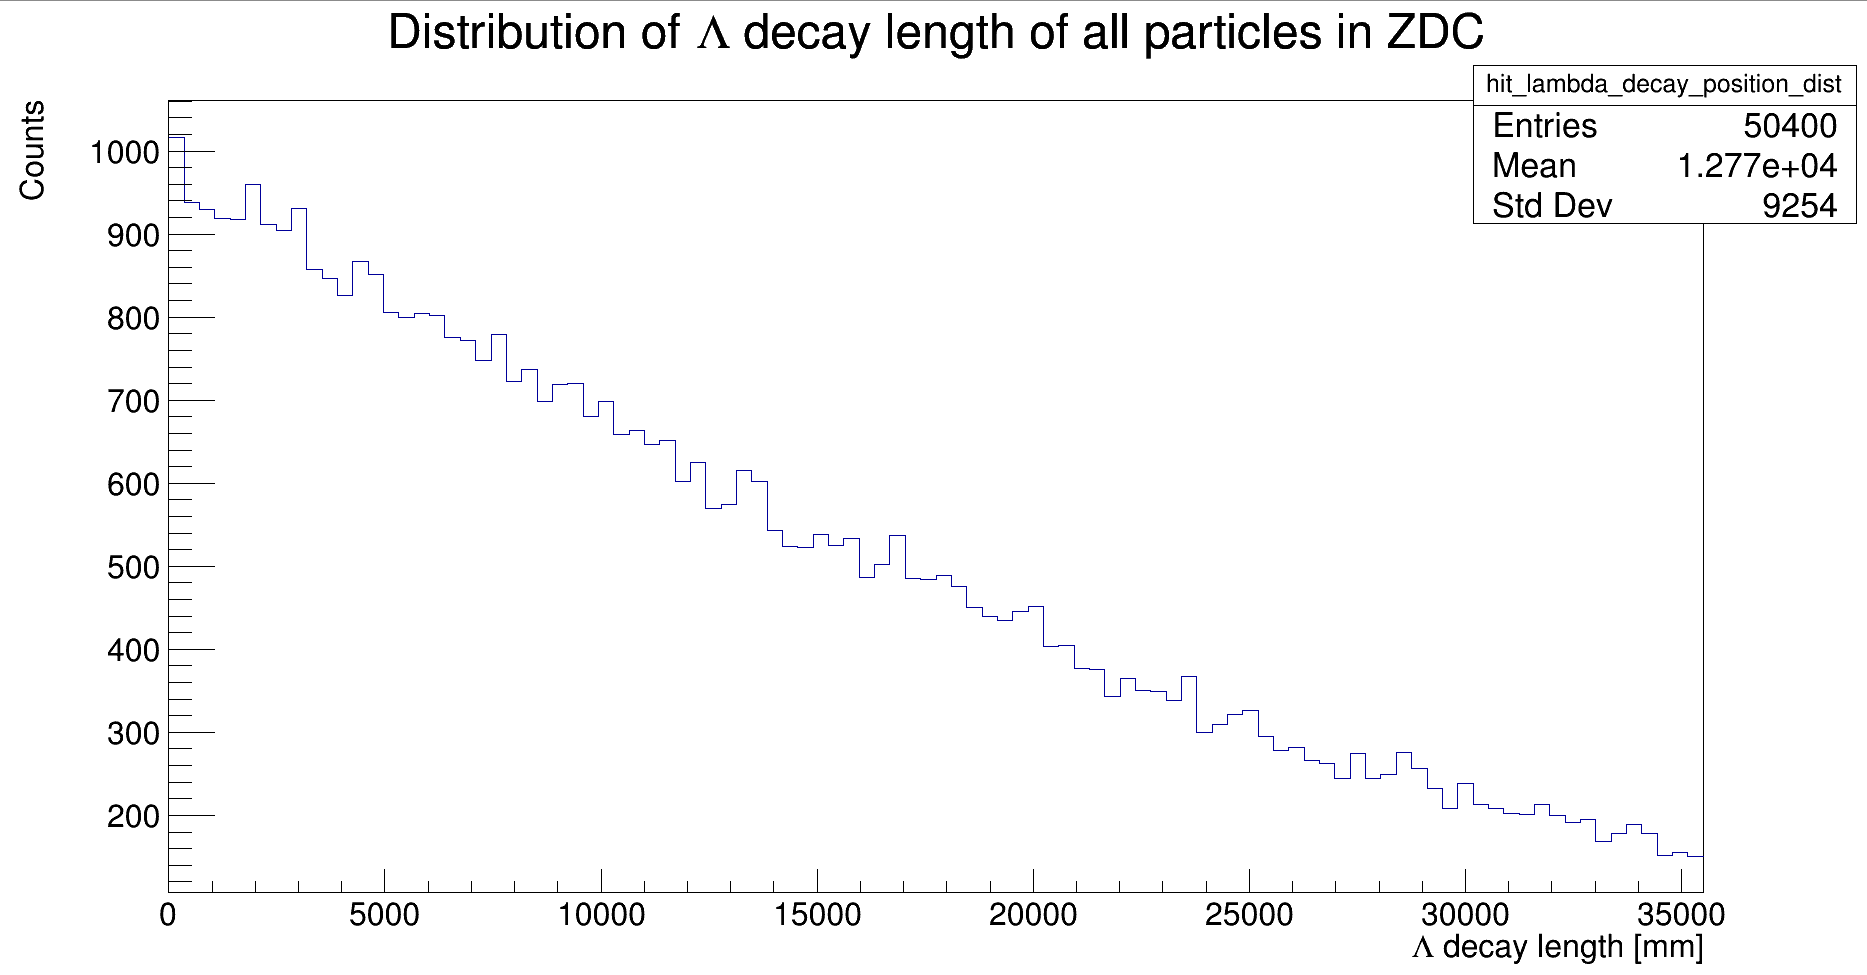 Distribution of Λ decay length of all particles in ZDC
hit_lambda_decay_position_dist
Entries 50400
Mean 1.277e+04
Std Dev 9254
Counts
1000
900
800
700
600
500
400
300
200
0 5000 10000 15000 20000 25000 30000 35000
Λ decay length [mm]